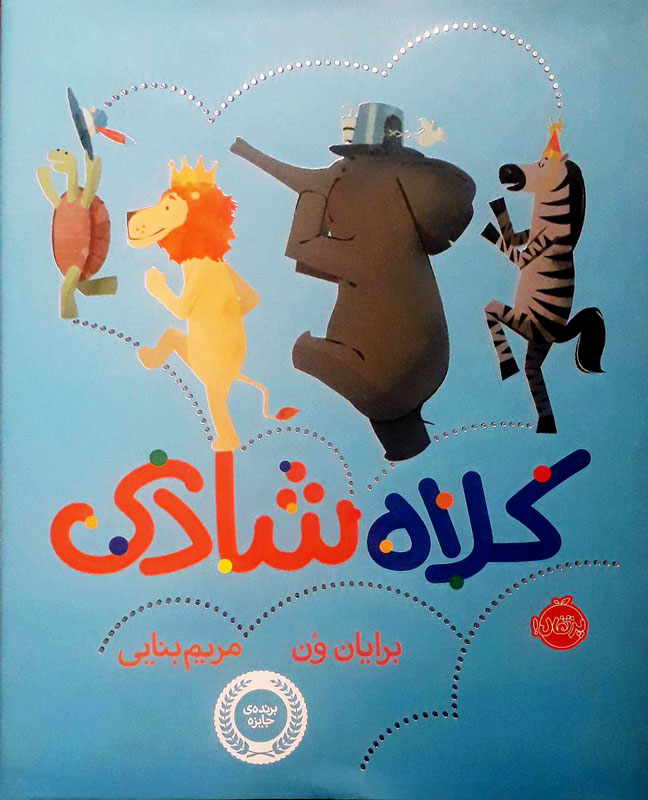 کلاه شادی
برایان وَن
مریم بنایی
پرتقال!
برنده‌ی
جایزه